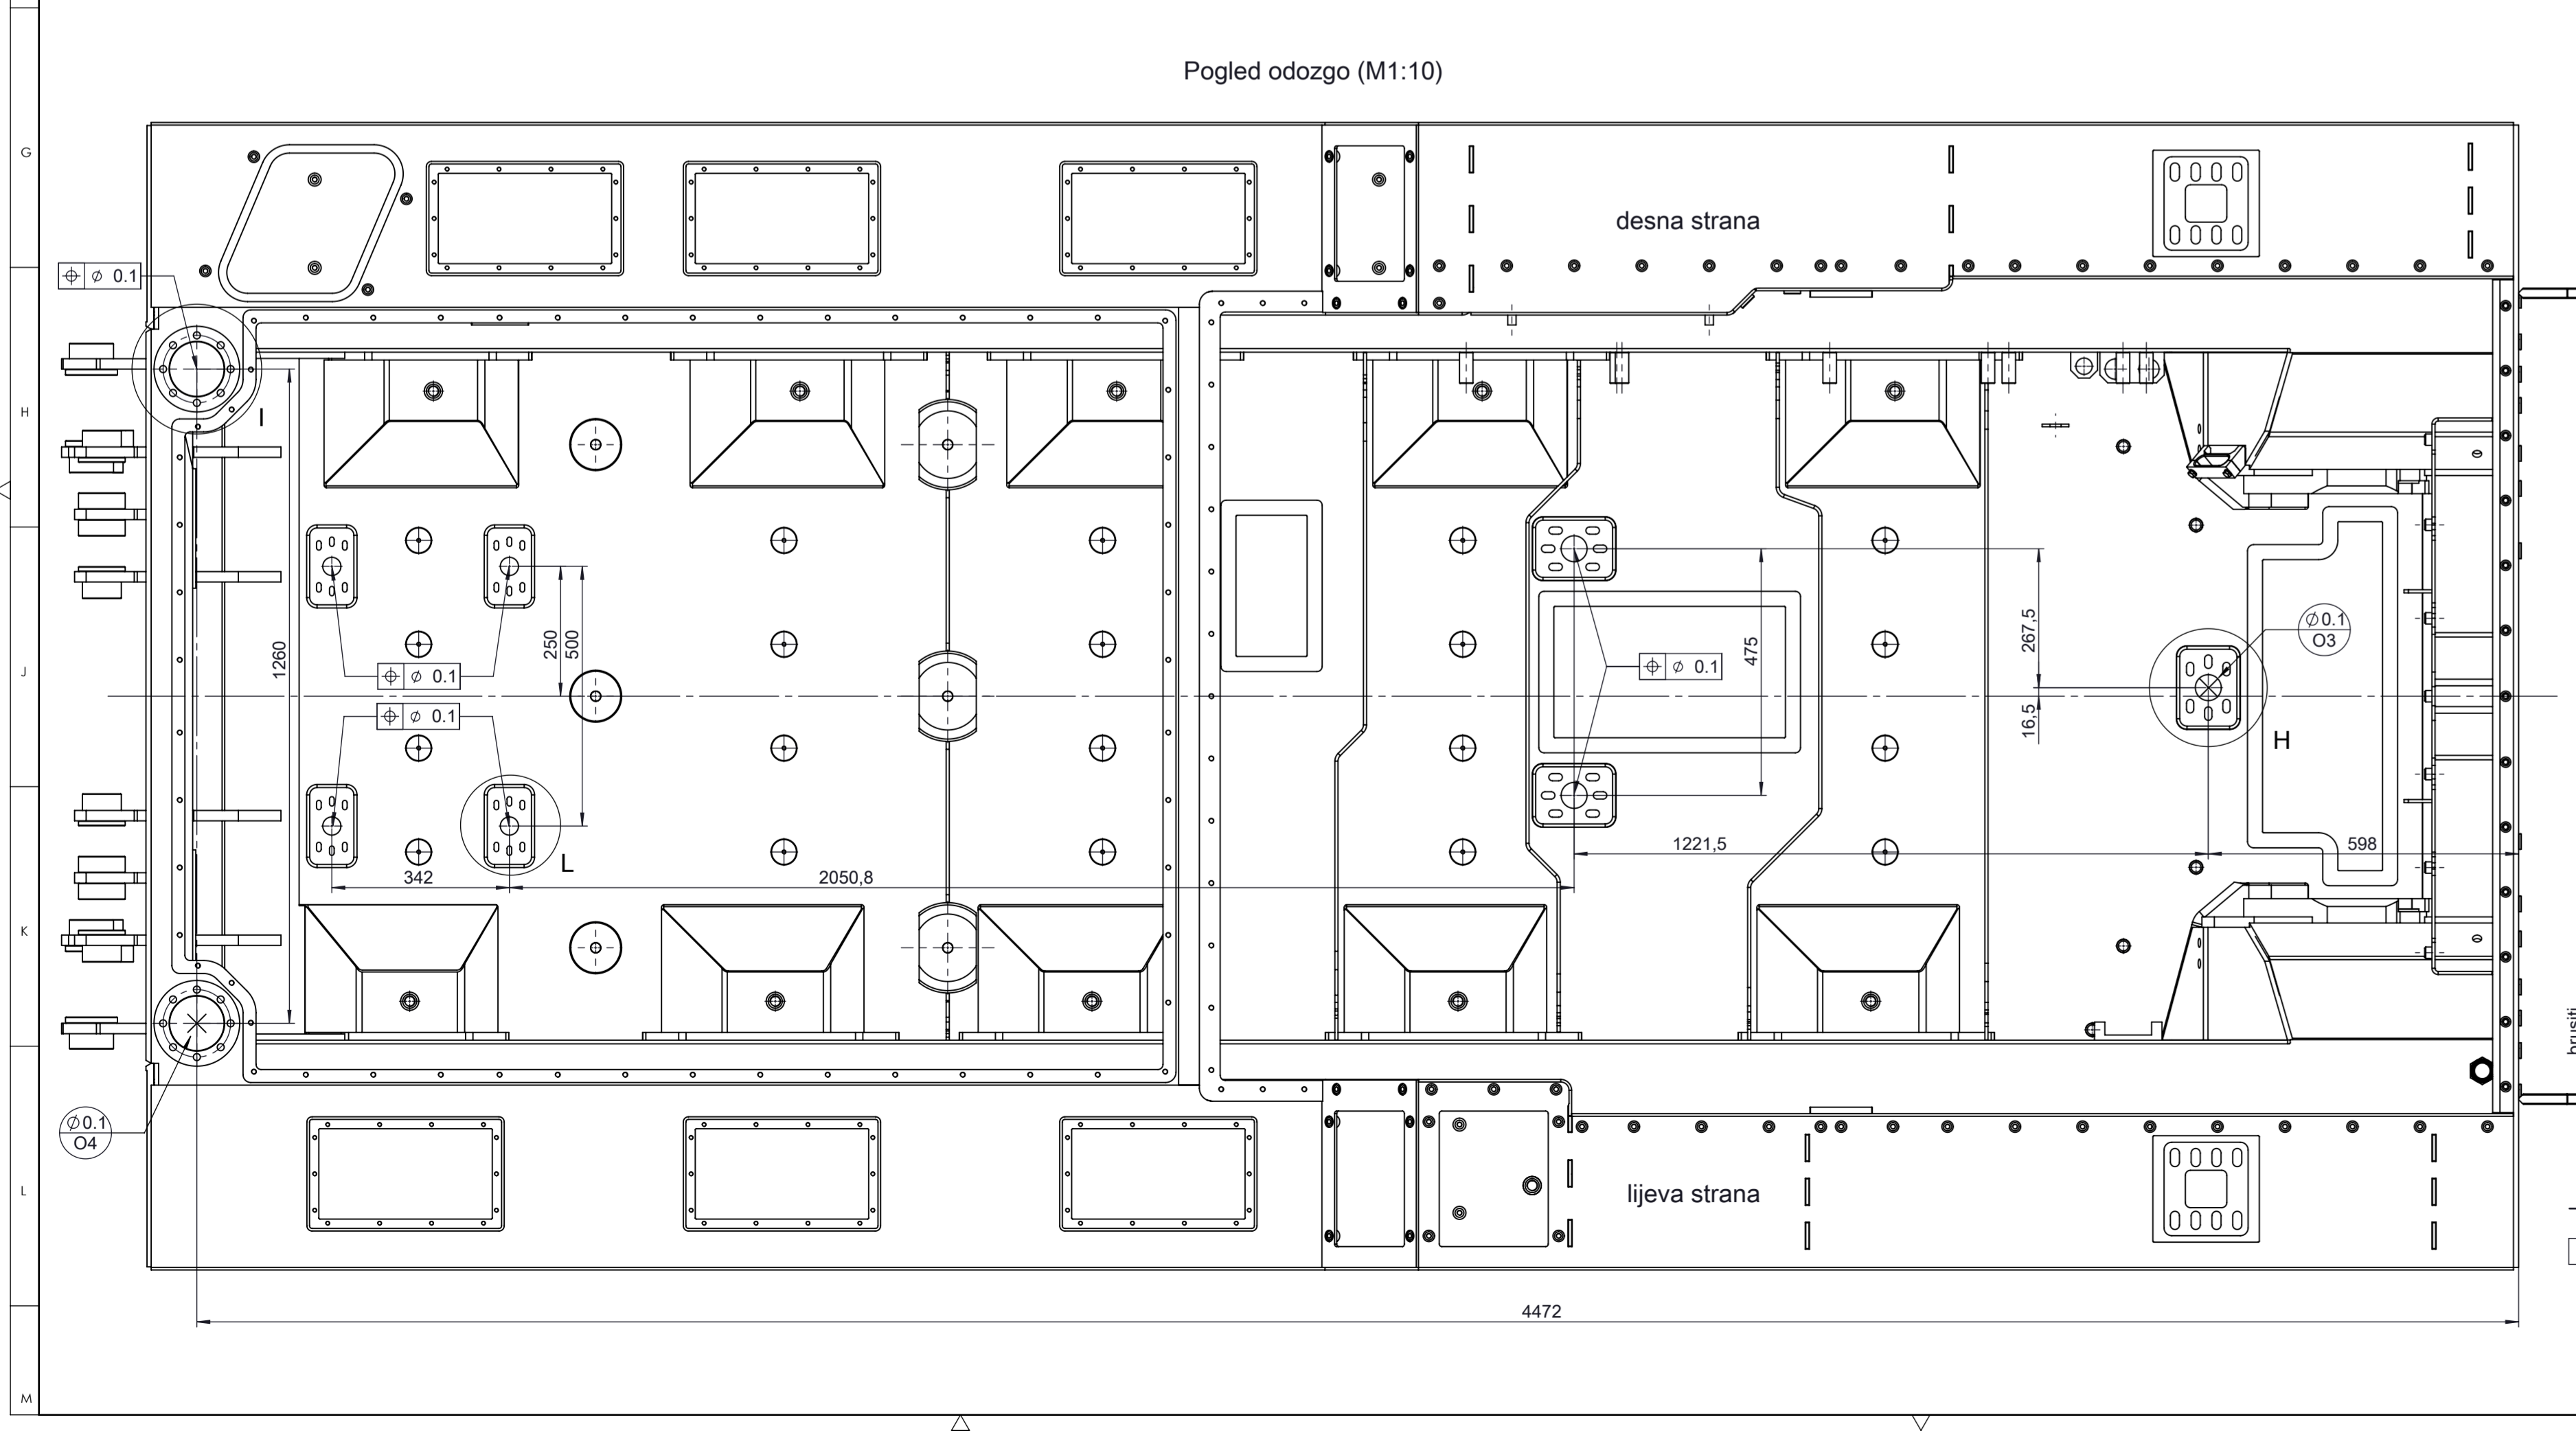 Pogled odozgo (M1:10)
G
desna strana
⌖ ⌀ 0.1
H
I
1260
250
500
⌖ ⌀ 0.1
⌖ ⌀ 0.1
J
475
⌖ ⌀ 0.1
267,5
16,5
⌀0.1
O3
H
L
342
2050,8
1221,5
598
K
brusiti
⌀0.1
O4
L
lijeva strana
4472
M